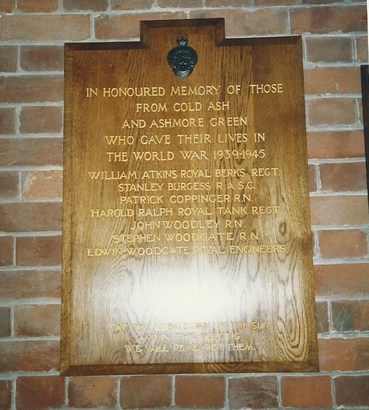 IN HONOURED MEMORY OF THOSE
FROM COLD ASH
AND ASHMORE GREEN
WHO GAVE THEIR LIVES IN
THE WORLD WAR 1939-1945
WILLIAM ATKINS ROYAL BERKS. REGT.
STANLEY BURGESS R.A.S.C.
PATRICK COPPINGER R.N.
HAROLD RALPH ROYAL TANK REGT
JOHN WOODLEY R.N.
STEPHEN WOODGATE R.N.
EDWIN WOODGATE ROYAL ENGINEERS
SUN
WE WILL REMEMBER THEM.